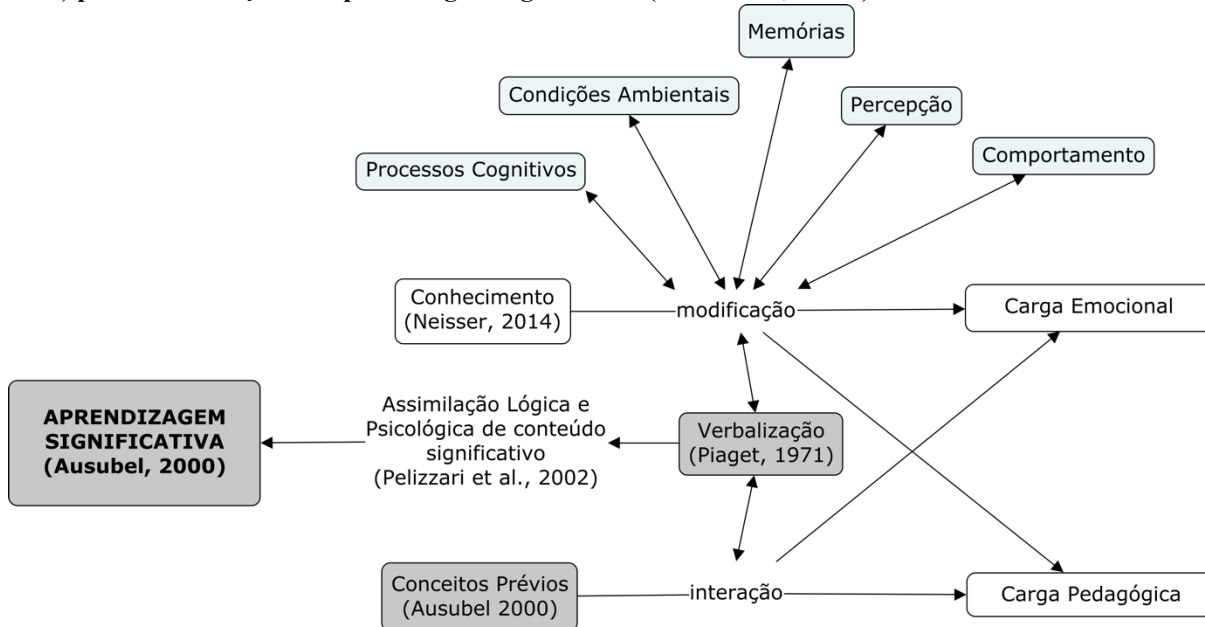 Memórias
Condições Ambientais
Percepção
Comportamento
Processos Cognitivos
Conhecimento
(Neisser, 2014)
modificação
Carga Emocional
APRENDIZAGEM
SIGNIFICATIVA
(Ausubel, 2000)
Assimilação Lógica e
Psicológica de conteúdo
significativo
(Pelizzari et al., 2002)
Verbalização
(Piaget, 1971)
Conceitos Prévios
(Ausubel 2000)
interação
Carga Pedagógica